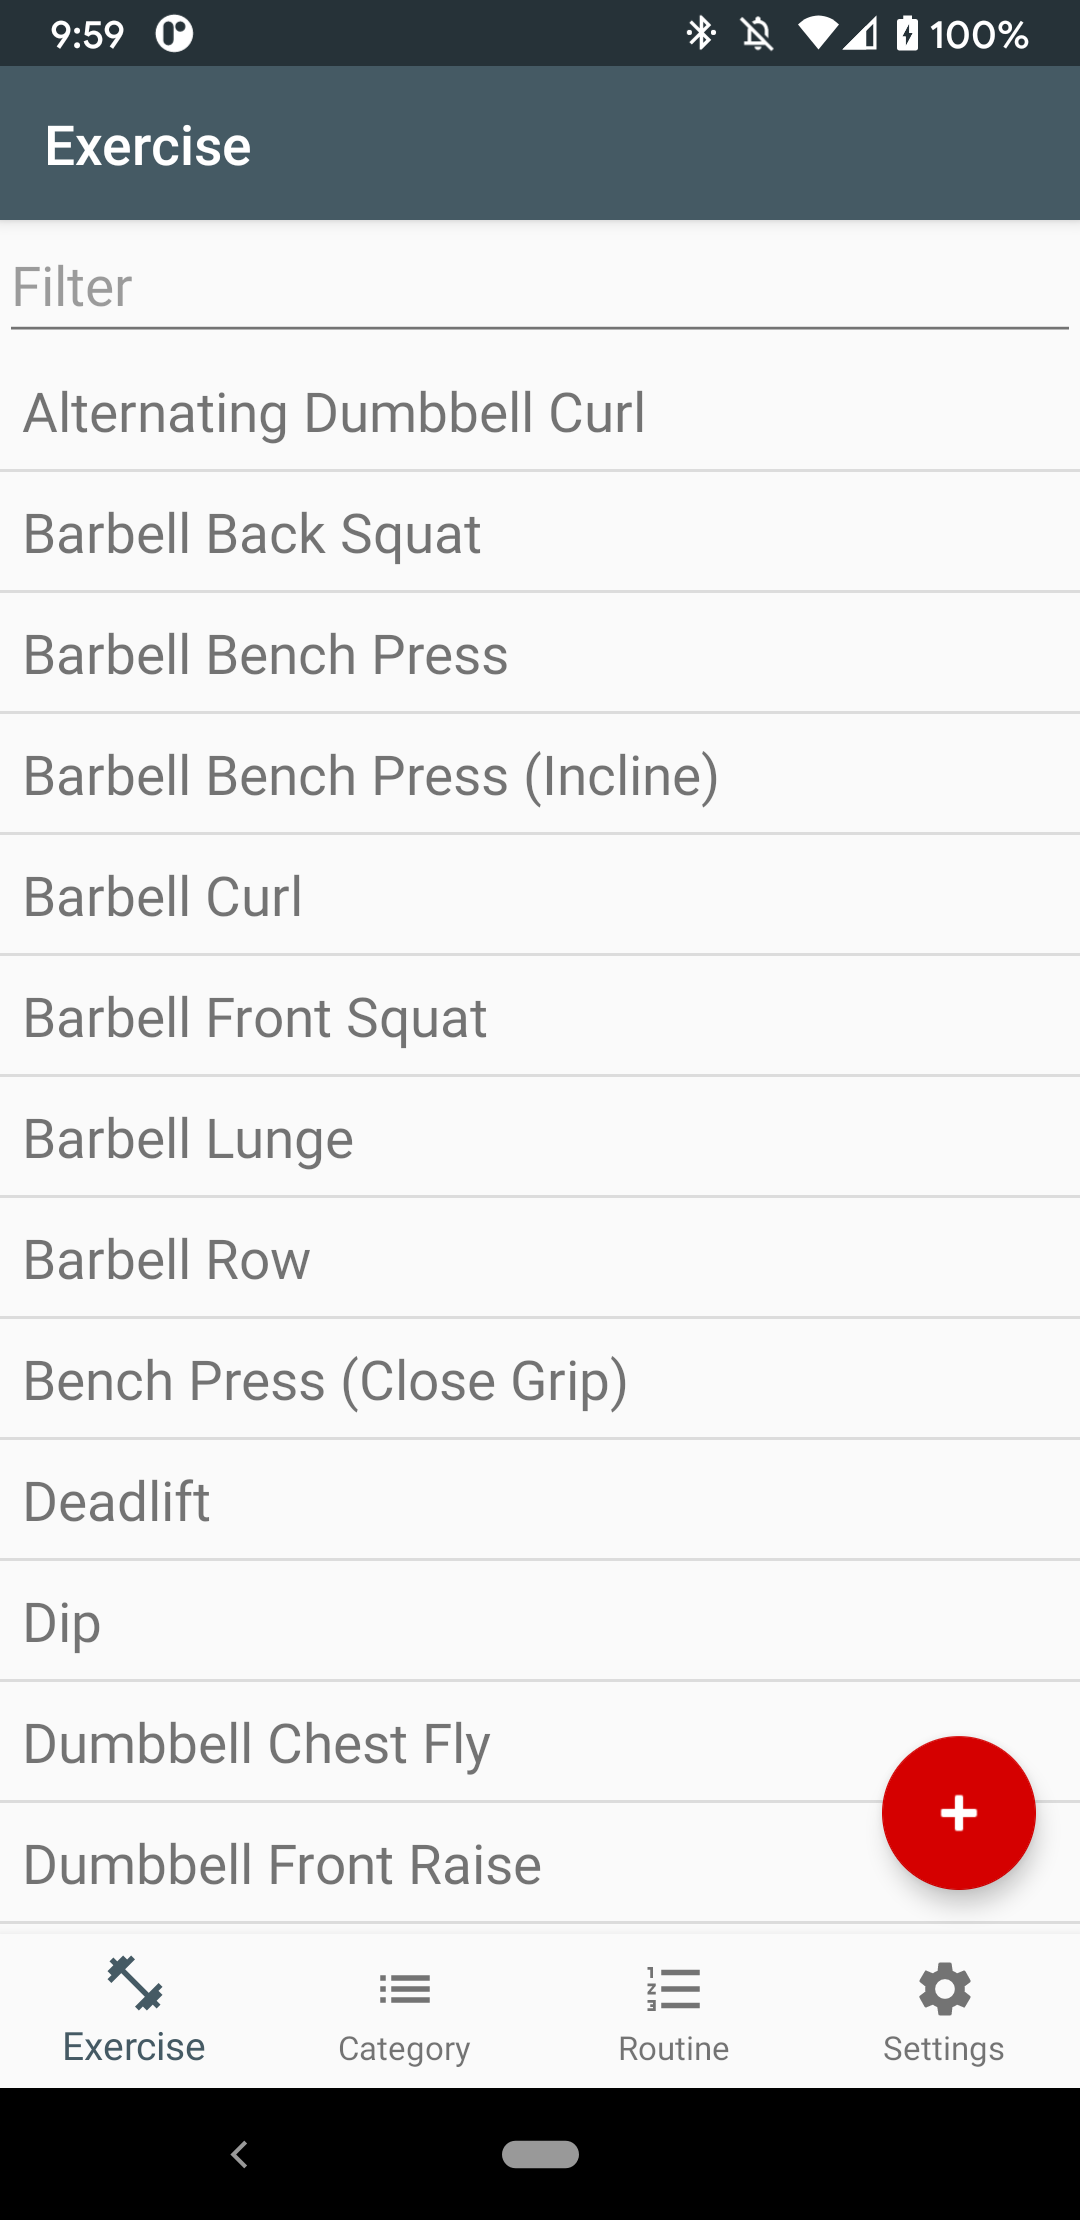 9:59
100%
Exercise
Filter
Alternating Dumbbell Curl
Barbell Back Squat
Barbell Bench Press
Barbell Bench Press (Incline)
Barbell Curl
Barbell Front Squat
Barbell Lunge
Barbell Row
Bench Press (Close Grip)
Deadlift
Dip
Dumbbell Chest Fly
Dumbbell Front Raise
Exercise
Category
Routine
Settings